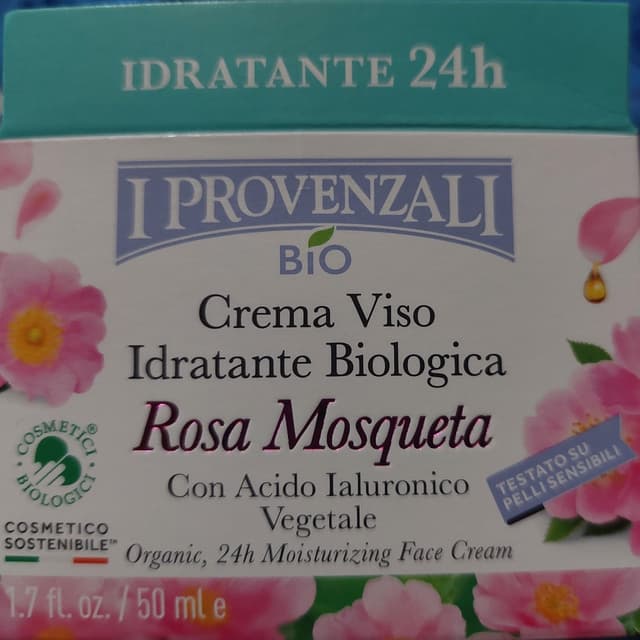 IDRATANTE 24h
I PROVENZALI
BIO
Crema Viso
Idratante Biologica
Rosa Mosqueta
Con Acido Ialuronico
Vegetale
Organic, 24h Moisturizing Face Cream
COSMETICI®
BIOLOGICI
COSMETICO
SOSTENIBILE™
TESTATO SU
PELLI SENSIBILI
1.7 fl. oz. / 50 ml e